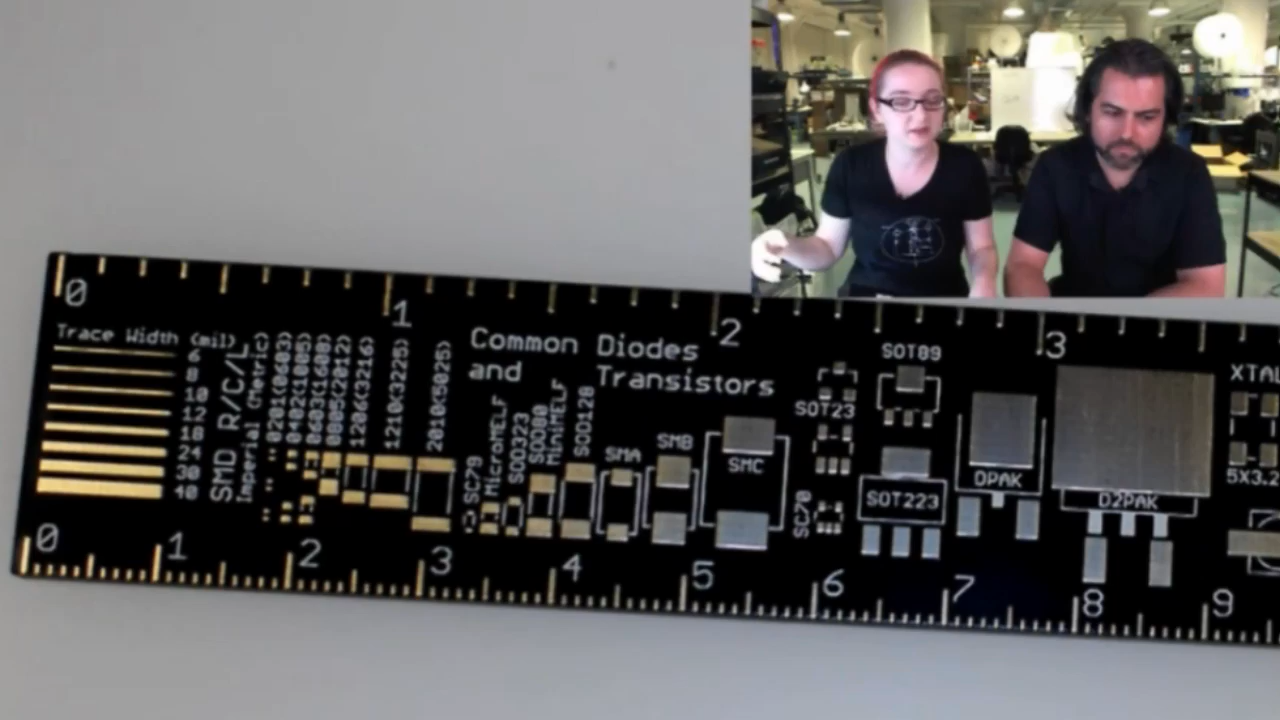 0
1
2
3
Trace Width (mil)
6
8
10
12
18
24
30
40
SMD R/C/L
Imperial (Metric)
0201(0603)
0402(1005)
0603(1608)
0805(2012)
1206(3216)
1210(3225)
2010(5025)
Common Diodes
and Transistors
SC79
MicroMELF
SOD323
SOD80
MiniMELF
SOD128
SMA
SMB
SMC
SOT23
SC70
SOT89
SOT223
DPAK
D2PAK
XTAL
5X3.2
0
1
2
3
4
5
6
7
8
9